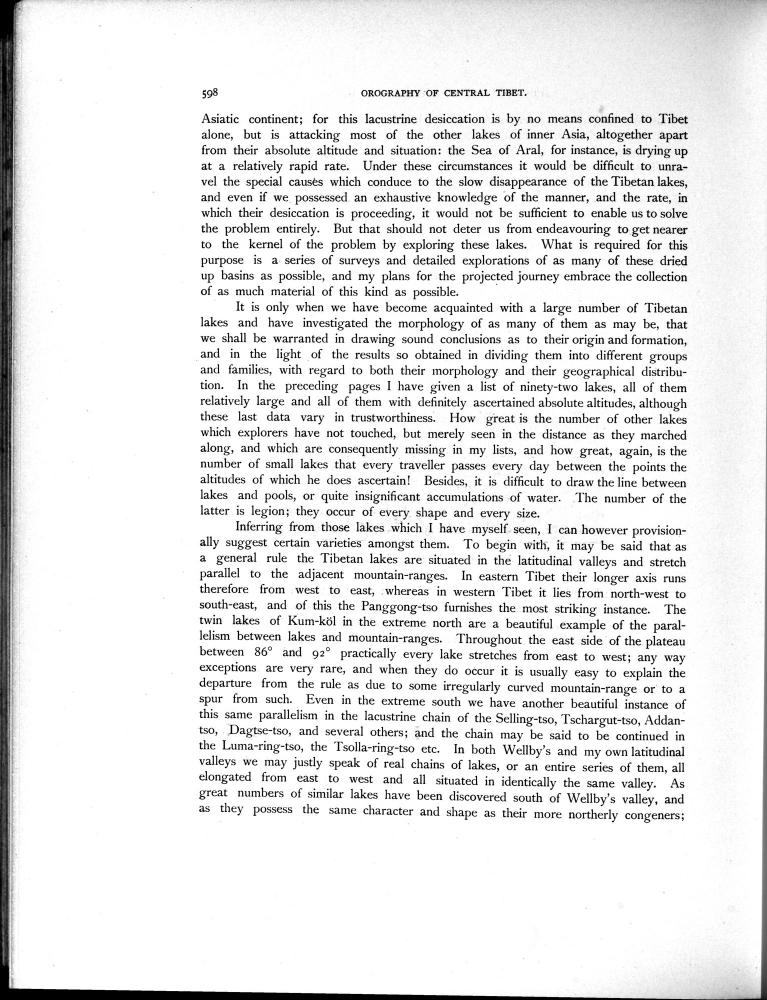 598 OROGRAPHY OF CENTRAL TIBET.
Asiatic continent; for this lacustrine desiccation is by no means confined to Tibet
alone, but is attacking most of the other lakes of inner Asia, altogether apart
from their absolute altitude and situation: the Sea of Aral, for instance, is drying up
at a relatively rapid rate. Under these circumstances it would be difficult to unra-
vel the special causes which conduce to the slow disappearance of the Tibetan lakes,
and even if we possessed an exhaustive knowledge of the manner, and the rate, in
which their desiccation is proceeding, it would not be sufficient to enable us to solve
the problem entirely. But that should not deter us from endeavouring to get nearer
to the kernel of the problem by exploring these lakes. What is required for this
purpose is a series of surveys and detailed explorations of as many of these dried
up basins as possible, and my plans for the projected journey embrace the collection
of as much material of this kind as possible.
It is only when we have become acquainted with a large number of Tibetan
lakes and have investigated the morphology of as many of them as may be, that
we shall be warranted in drawing sound conclusions as to their origin and formation,
and in the light of the results so obtained in dividing them into different groups
and families, with regard to both their morphology and their geographical distribu-
tion. In the preceding pages I have given a list of ninety-two lakes, all of them
relatively large and all of them with definitely ascertained absolute altitudes, although
these last data vary in trustworthiness. How great is the number of other lakes
which explorers have not touched, but merely seen in the distance as they marched
along, and which are consequently missing in my lists, and how great, again, is the
number of small lakes that every traveller passes every day between the points the
altitudes of which he does ascertain! Besides, it is difficult to draw the line between
lakes and pools, or quite insignificant accumulations of water. The number of the
latter is legion; they occur of every shape and every size.
Inferring from those lakes which I have myself seen, I can however provision-
ally suggest certain varieties amongst them. To begin with, it may be said that as
a general rule the Tibetan lakes are situated in the latitudinal valleys and stretch
parallel to the adjacent mountain-ranges. In eastern Tibet their longer axis runs
therefore from west to east, whereas in western Tibet it lies from north-west to
south-east, and of this the Panggong-tso furnishes the most striking instance. The
twin lakes of Kum-köl in the extreme north are a beautiful example of the paral-
lelism between lakes and mountain-ranges. Throughout the east side of the plateau
between 86° and 92° practically every lake stretches from east to west; any way
exceptions are very rare, and when they do occur it is usually easy to explain the
departure from the rule as due to some irregularly curved mountain-range or to a
spur from such. Even in the extreme south we have another beautiful instance of
this same parallelism in the lacustrine chain of the Selling-tso, Tschargut-tso, Addan-
tso, Dagtse-tso, and several others; and the chain may be said to be continued in
the Luma-ring-tso, the Tsolla-ring-tso etc. In both Wellby's and my own latitudinal
valleys we may justly speak of real chains of lakes, or an entire series of them, all
elongated from east to west and all situated in identically the same valley. As
great numbers of similar lakes have been discovered south of Wellby's valley, and
as they possess the same character and shape as their more northerly congeners;